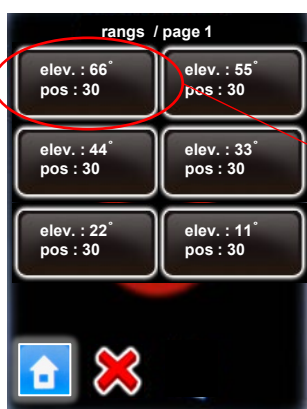 rangs / page 1
elev. : 66°
pos : 30
elev. : 55°
pos : 30
elev. : 44°
pos : 30
elev. : 33°
pos : 30
elev. : 22°
pos : 30
elev. : 11°
pos : 30